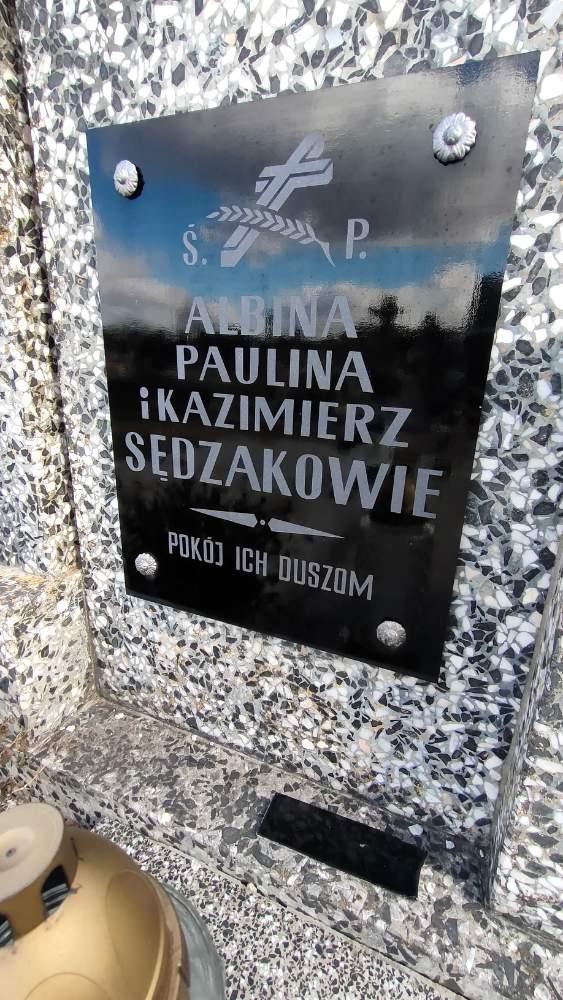 Ś. P.
ALBINA
PAULINA
i KAZIMIERZ
SĘDZAKOWIE
POKÓJ ICH DUSZOM